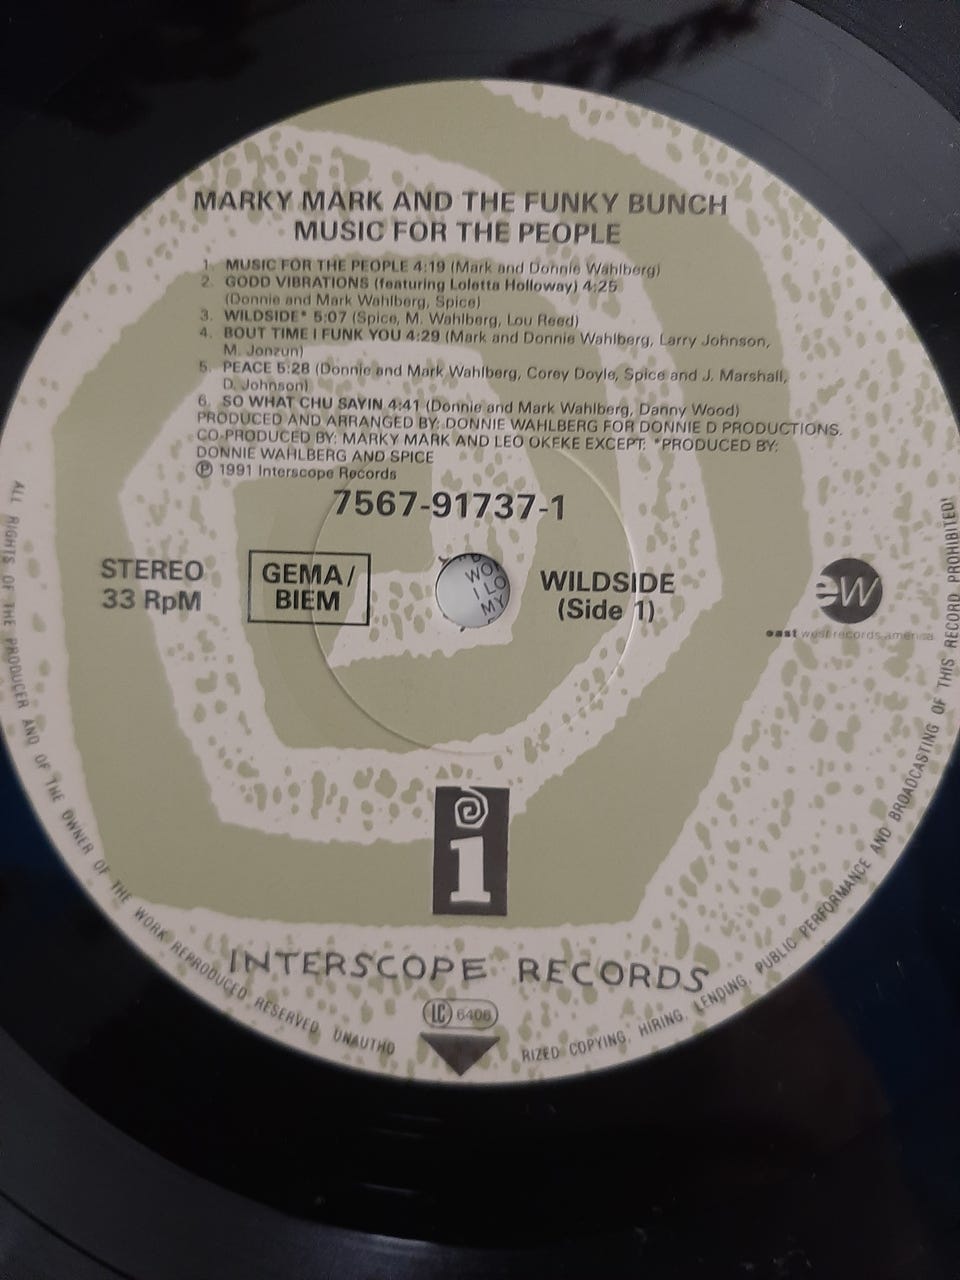 MARKY MARK AND THE FUNKY BUNCH
MUSIC FOR THE PEOPLE
1. MUSIC FOR THE PEOPLE 4:19 (Mark and Donnie Wahlberg)
2. GODD VIBRATIONS (featuring Loletta Holloway) 4:25
(Donnie and Mark Wahlberg, Spice)
3. WILDSIDE* 5:07 (Spice, M. Wahlberg, Lou Reed)
4. BOUT TIME I FUNK YOU 4:29 (Mark and Donnie Wahlberg, Larry Johnson,
M. Jonzun)
5. PEACE 5:28 (Donnie and Mark Wahlberg, Corey Doyle, Spice and J. Marshall,
D. Johnson)
6. SO WHAT CHU SAYIN 4:41 (Donnie and Mark Wahlberg, Danny Wood)
PRODUCED AND ARRANGED BY: DONNIE WAHLBERG FOR DONNIE D PRODUCTIONS.
CO-PRODUCED BY: MARKY MARK AND LEO OKEKE EXCEPT: *PRODUCED BY:
DONNIE WAHLBERG AND SPICE
℗ 1991 Interscope Records
7567-91737-1
STEREO
33 RpM
GEMA/
BIEM
WO
I LO
MY
WILDSIDE
(Side 1)
ew
east west records america
i
INTERSCOPE RECORDS
LC 6406
ALL RIGHTS OF THE PRODUCER AND OF THE OWNER OF THE WORK REPRODUCED RESERVED. UNAUTHO
RIZED COPYING, HIRING, LENDING, PUBLIC PERFORMANCE AND BROADCASTING OF THIS RECORD PROHIBITED!